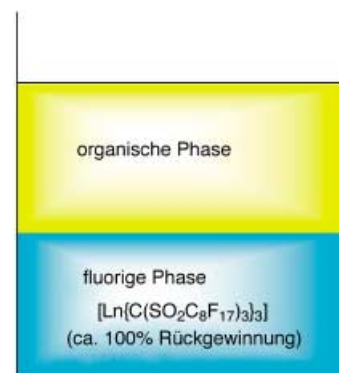 organische Phase
fluorige Phase
[Ln{C(SO₂C₈F₁₇)₃}₃]
(ca. 100% Rückgewinnung)